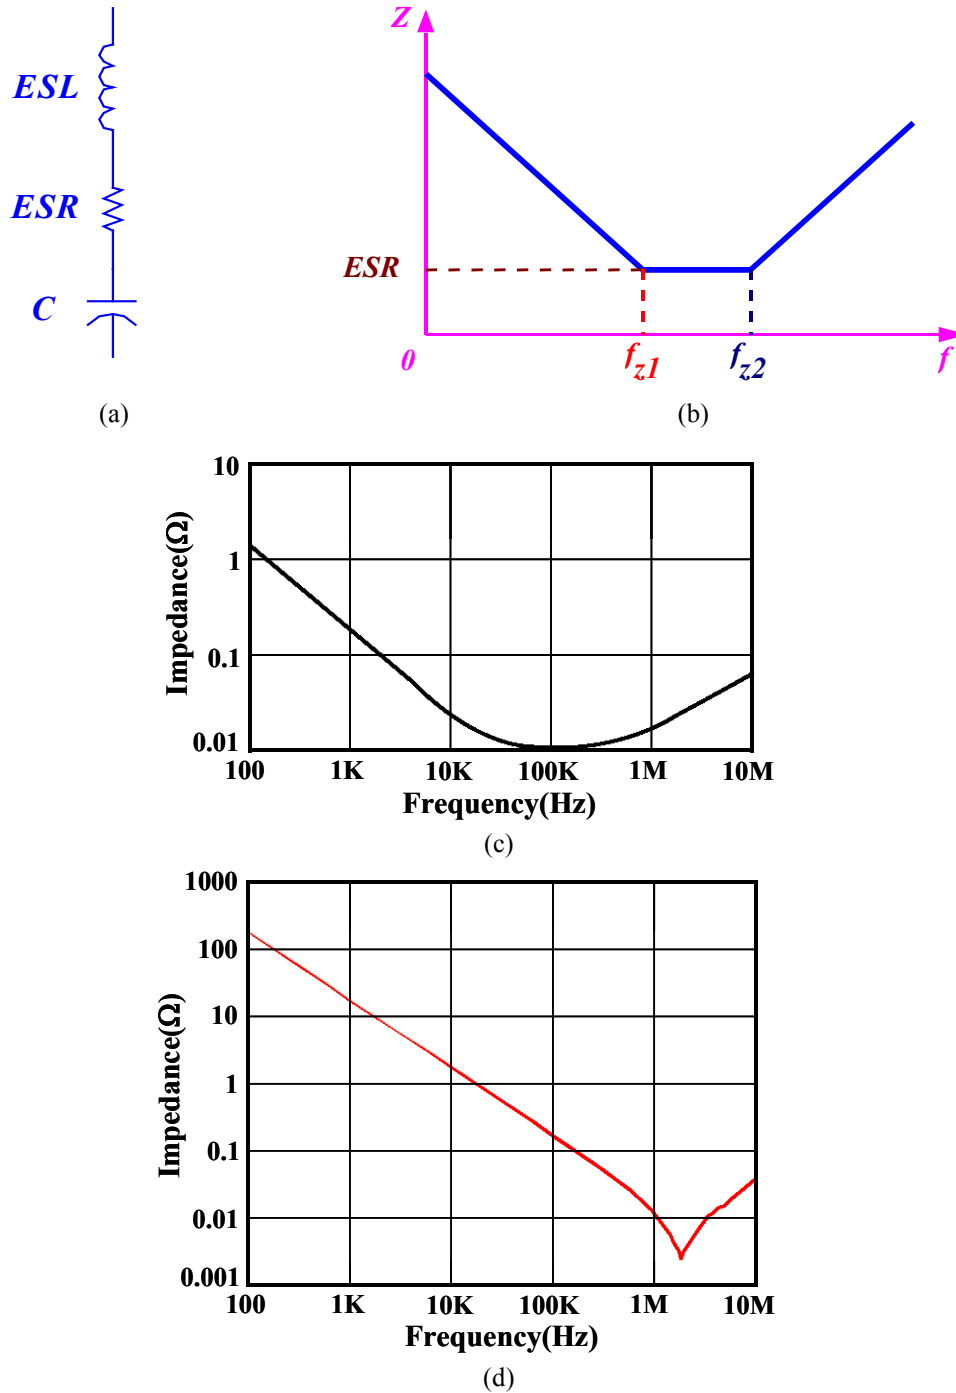 ESL
ESR
C
(a)
Z
ESR
0
f_z1
f_z2
f
(b)
Impedance(Ω)
10
1
0.1
0.01
100 1K 10K 100K 1M 10M
Frequency(Hz)
(c)
Impedance(Ω)
1000
100
10
1
0.1
0.01
0.001
100 1K 10K 100K 1M 10M
Frequency(Hz)
(d)